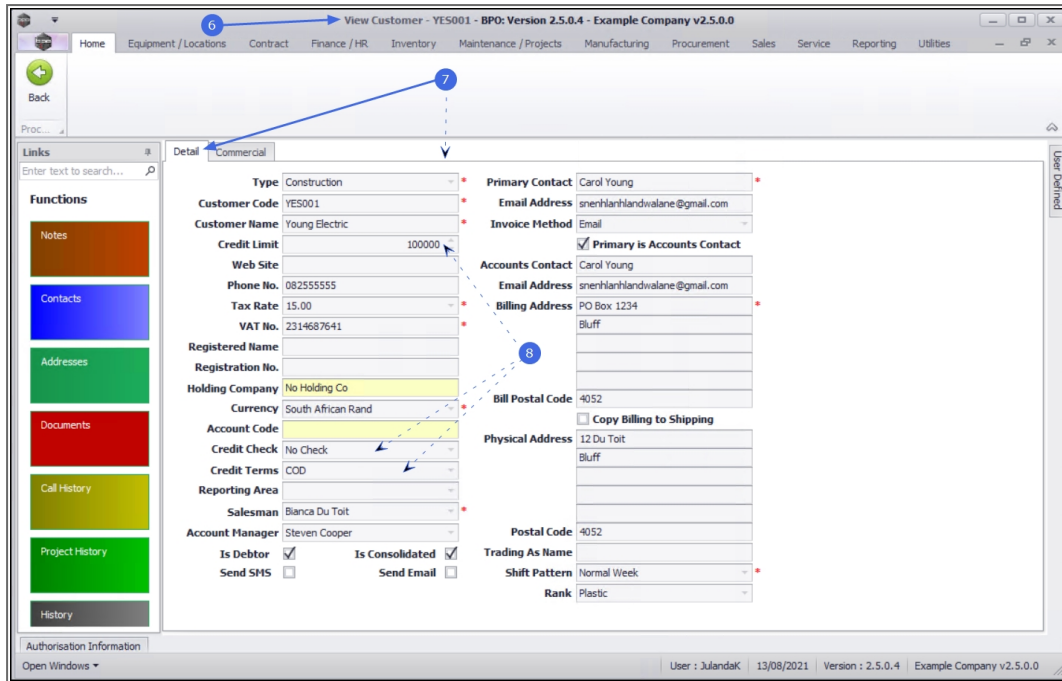 View Customer - YES001 - BPO: Version 2.5.0.4 - Example Company v2.5.0.0
6
Home Equipment / Locations Contract Finance / HR Inventory Maintenance / Projects Manufacturing Procurement Sales Service Reporting Utilities
7
Back
Proc...
Links
Detail Commercial
User Defined
Enter text to search...
Functions
Notes
Contacts
Addresses
Documents
Call History
Project History
History
Type Construction * Primary Contact Carol Young *
Customer Code YES001 * Email Address snenhlanhlandwalane@gmail.com
Customer Name Young Electric * Invoice Method Email
Credit Limit 100000 Primary is Accounts Contact
Web Site Accounts Contact Carol Young
Phone No. 082555555 Email Address snenhlanhlandwalane@gmail.com
Tax Rate 15.00 * Billing Address PO Box 1234 *
VAT No. 2314687641 * Bluff
Registered Name
8
Registration No.
Holding Company No Holding Co
Bill Postal Code 4052
Currency South African Rand *
Copy Billing to Shipping
Account Code
Physical Address 12 Du Toit
Credit Check No Check
Bluff
Credit Terms COD
Reporting Area
Salesman Bianca Du Toit *
Account Manager Steven Cooper Postal Code 4052
Is Debtor Is Consolidated Trading As Name
Send SMS Send Email Shift Pattern Normal Week *
Rank Plastic
Authorisation Information
Open Windows User : JulandaK 13/08/2021 Version : 2.5.0.4 Example Company v2.5.0.0